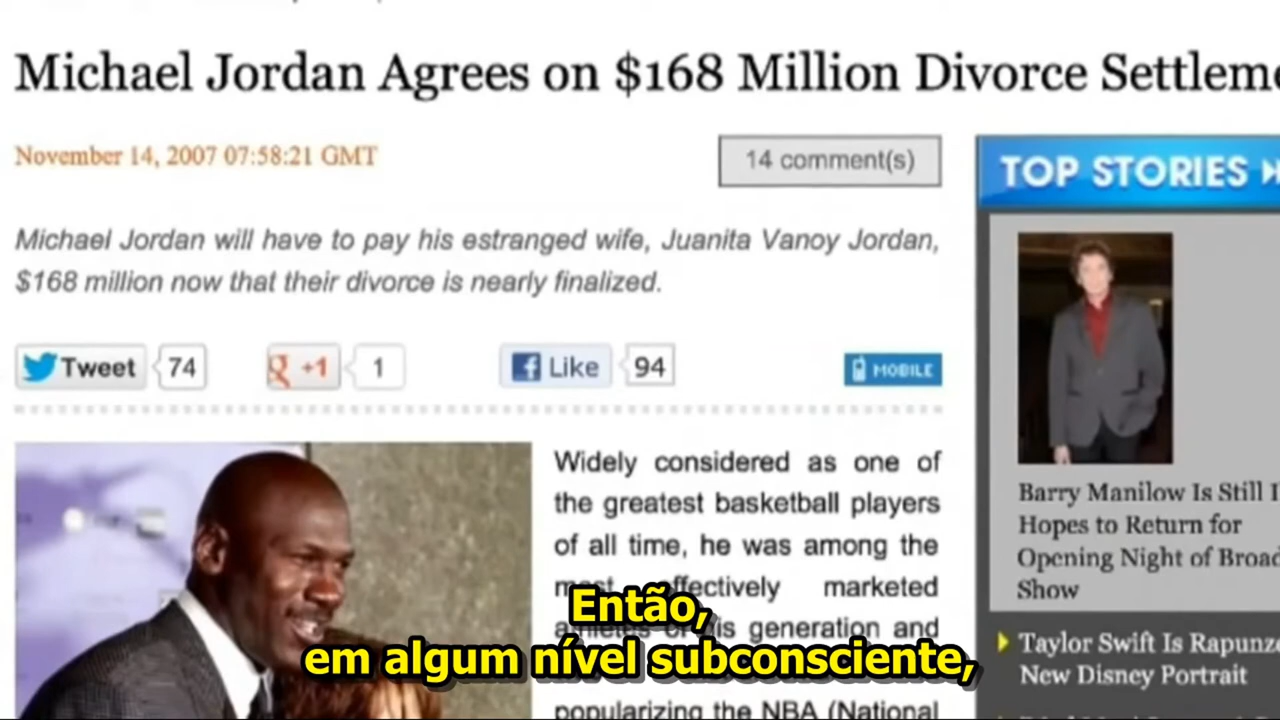 Michael Jordan Agrees on $168 Million Divorce
November 14, 2007 07:58:21 GMT
14 comment(s)
Michael Jordan will have to pay his estranged wife, Juanita Vanoy Jordan,
$168 million now that their divorce is nearly finalized.
Tweet 74
+1 1
Like 94
MOBILE
Widely considered as one of
the greatest basketball players
of all time, he was among the
marketed
generation and
popularizing the NBA (National
TOP STORIES
Barry Manilow Is Still
Hopes to Return for
Opening Night of
Show
Taylor Swift Is
New Disney Portrait
Então,
em algum nível subconsciente,